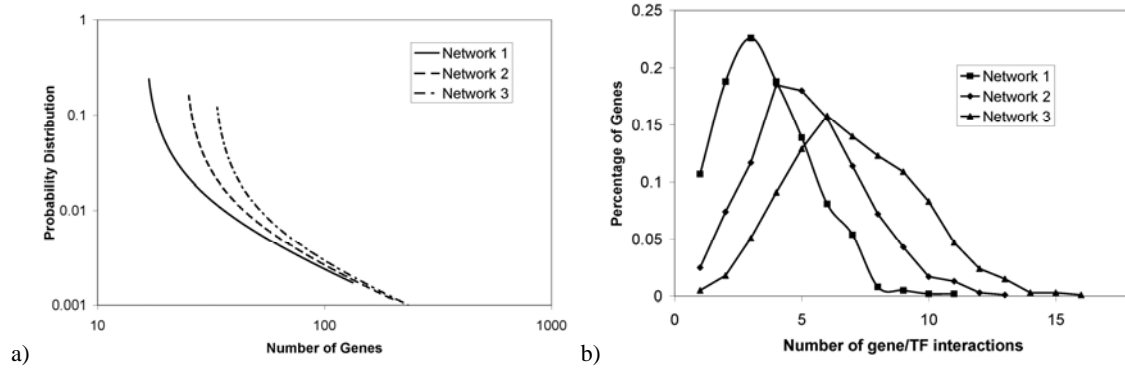 1
0.1
0.01
0.001
10
100
1000
Probability Distribution
Number of Genes
Network 1
Network 2
Network 3
a)
0.25
0.2
0.15
0.1
0.05
0
0
5
10
15
Percentage of Genes
Number of gene/TF interactions
Network 1
Network 2
Network 3
b)